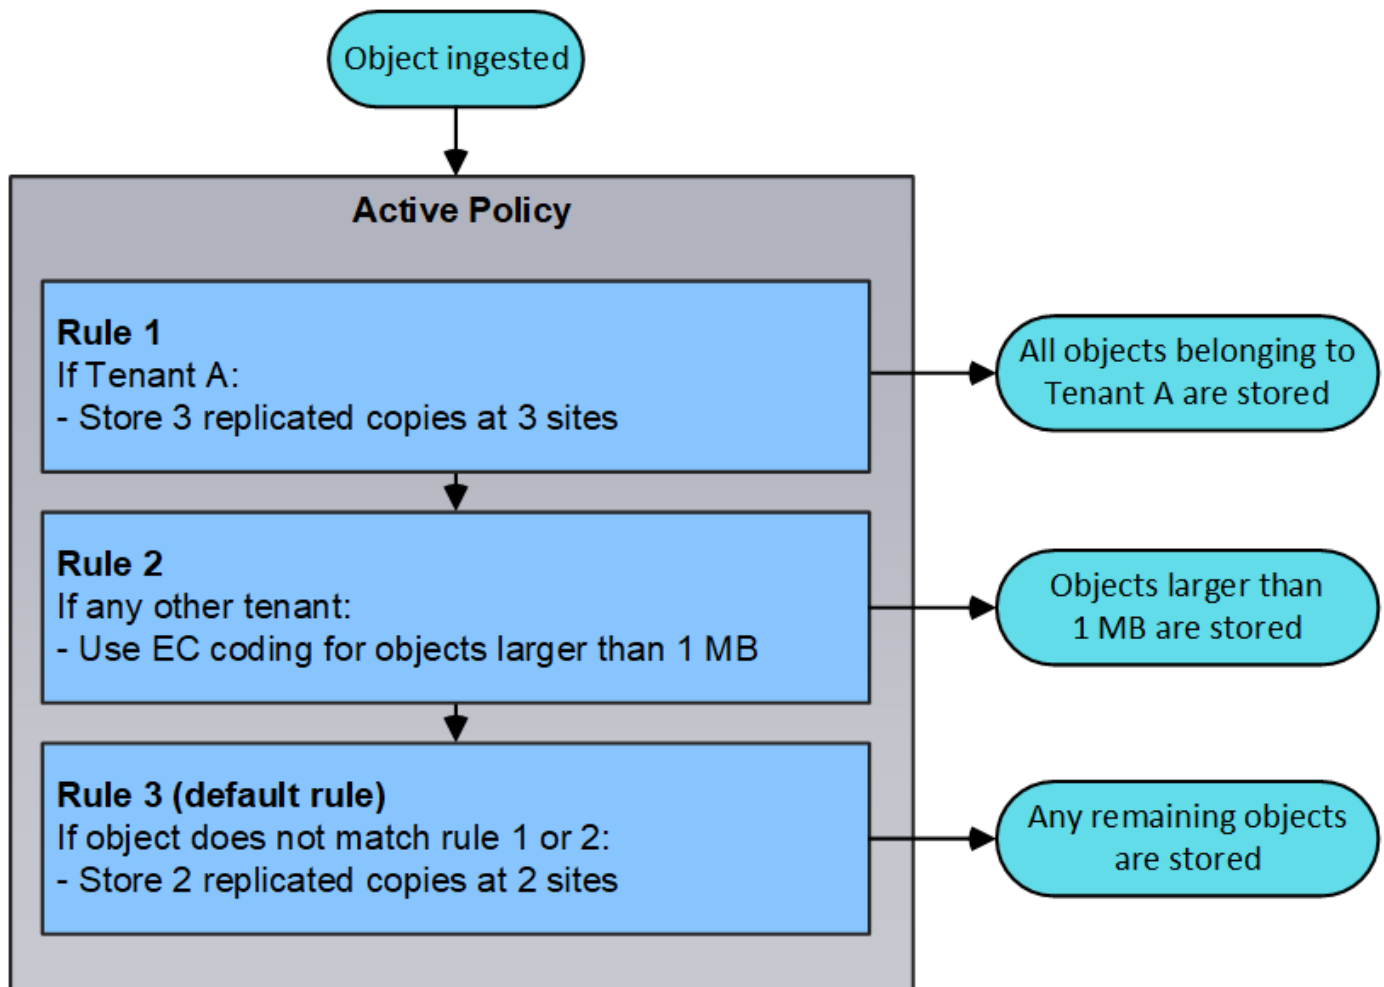 Object ingested
Active Policy
Rule 1
If Tenant A:
- Store 3 replicated copies at 3 sites
All objects belonging to
Tenant A are stored
Rule 2
If any other tenant:
- Use EC coding for objects larger than 1 MB
Objects larger than
1 MB are stored
Rule 3 (default rule)
If object does not match rule 1 or 2:
- Store 2 replicated copies at 2 sites
Any remaining objects
are stored